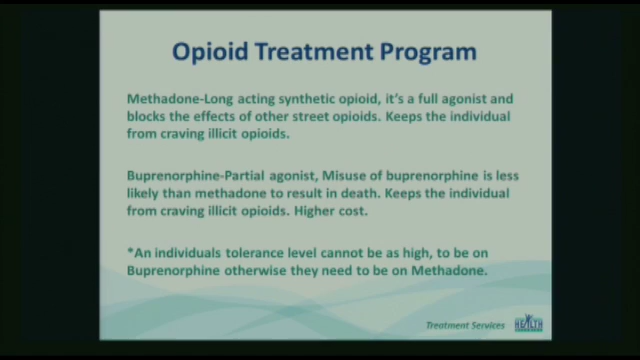 Opioid Treatment Program
Methadone-Long acting synthetic opioid, it's a full agonist and
blocks the effects of other street opioids. Keeps the individual
from craving illicit opioids.
Buprenorphine-Partial agonist, Misuse of buprenorphine is less
likely than methadone to result in death. Keeps the individual
from craving illicit opioids. Higher cost.
*An individuals tolerance level cannot be as high, to be on
Buprenorphine otherwise they need to be on Methadone.
Treatment Services
HEALTH